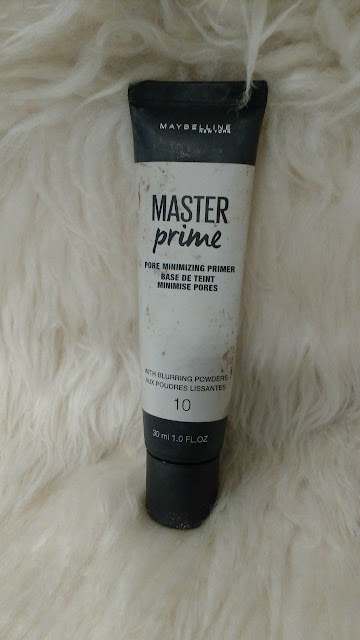 MAYBELLINE
NEW YORK
MASTER
prime
PORE MINIMIZING PRIMER
BASE DE TEINT
MINIMISE PORES
WITH BLURRING POWDERS
AUX POUDRES LISSANTES
10
30 ml 1.0 FL.OZ